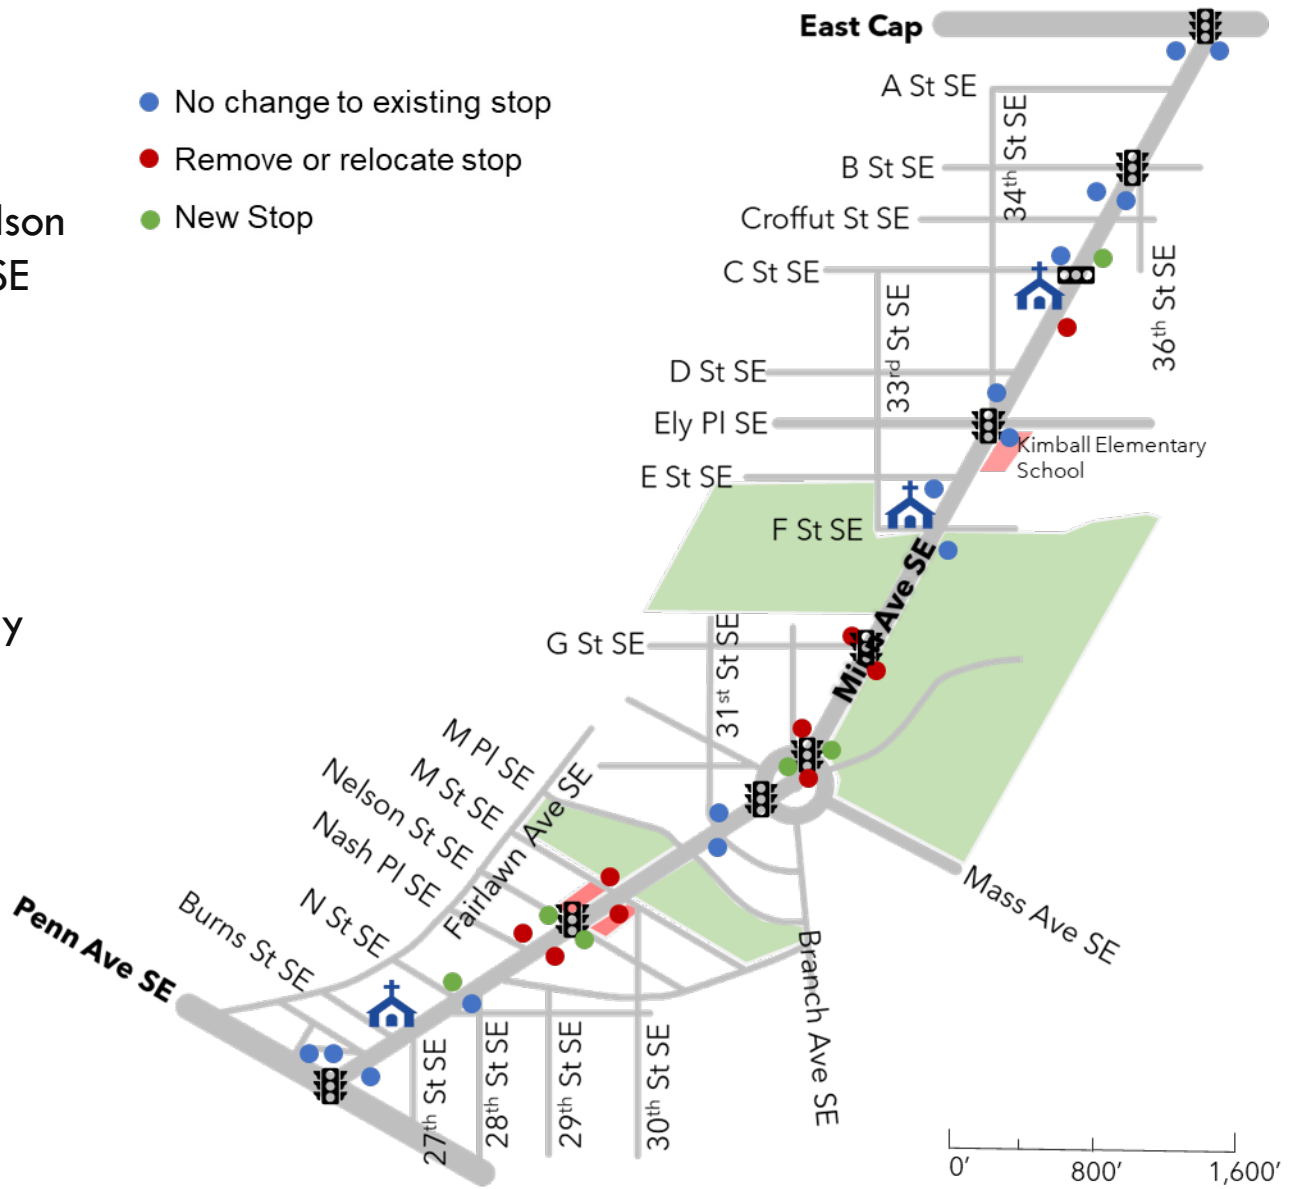 East Cap
No change to existing stop
Remove or relocate stop
New Stop
lson
SE
y
A St SE
34th St SE
B St SE
Croffut St SE
C St SE
36th St SE
33rd St SE
D St SE
Ely Pl SE
Kimball Elementary
School
E St SE
F St SE
Ave SE
G St SE
31st St SE
M Pl SE
M St SE
Nelson St SE
Nash Pl SE
Fairlawn Ave SE
N St SE
Burns St SE
Penn Ave SE
Mass Ave SE
Branch Ave SE
27th St SE
28th St SE
29th St SE
30th St SE
0’
800’
1,600’